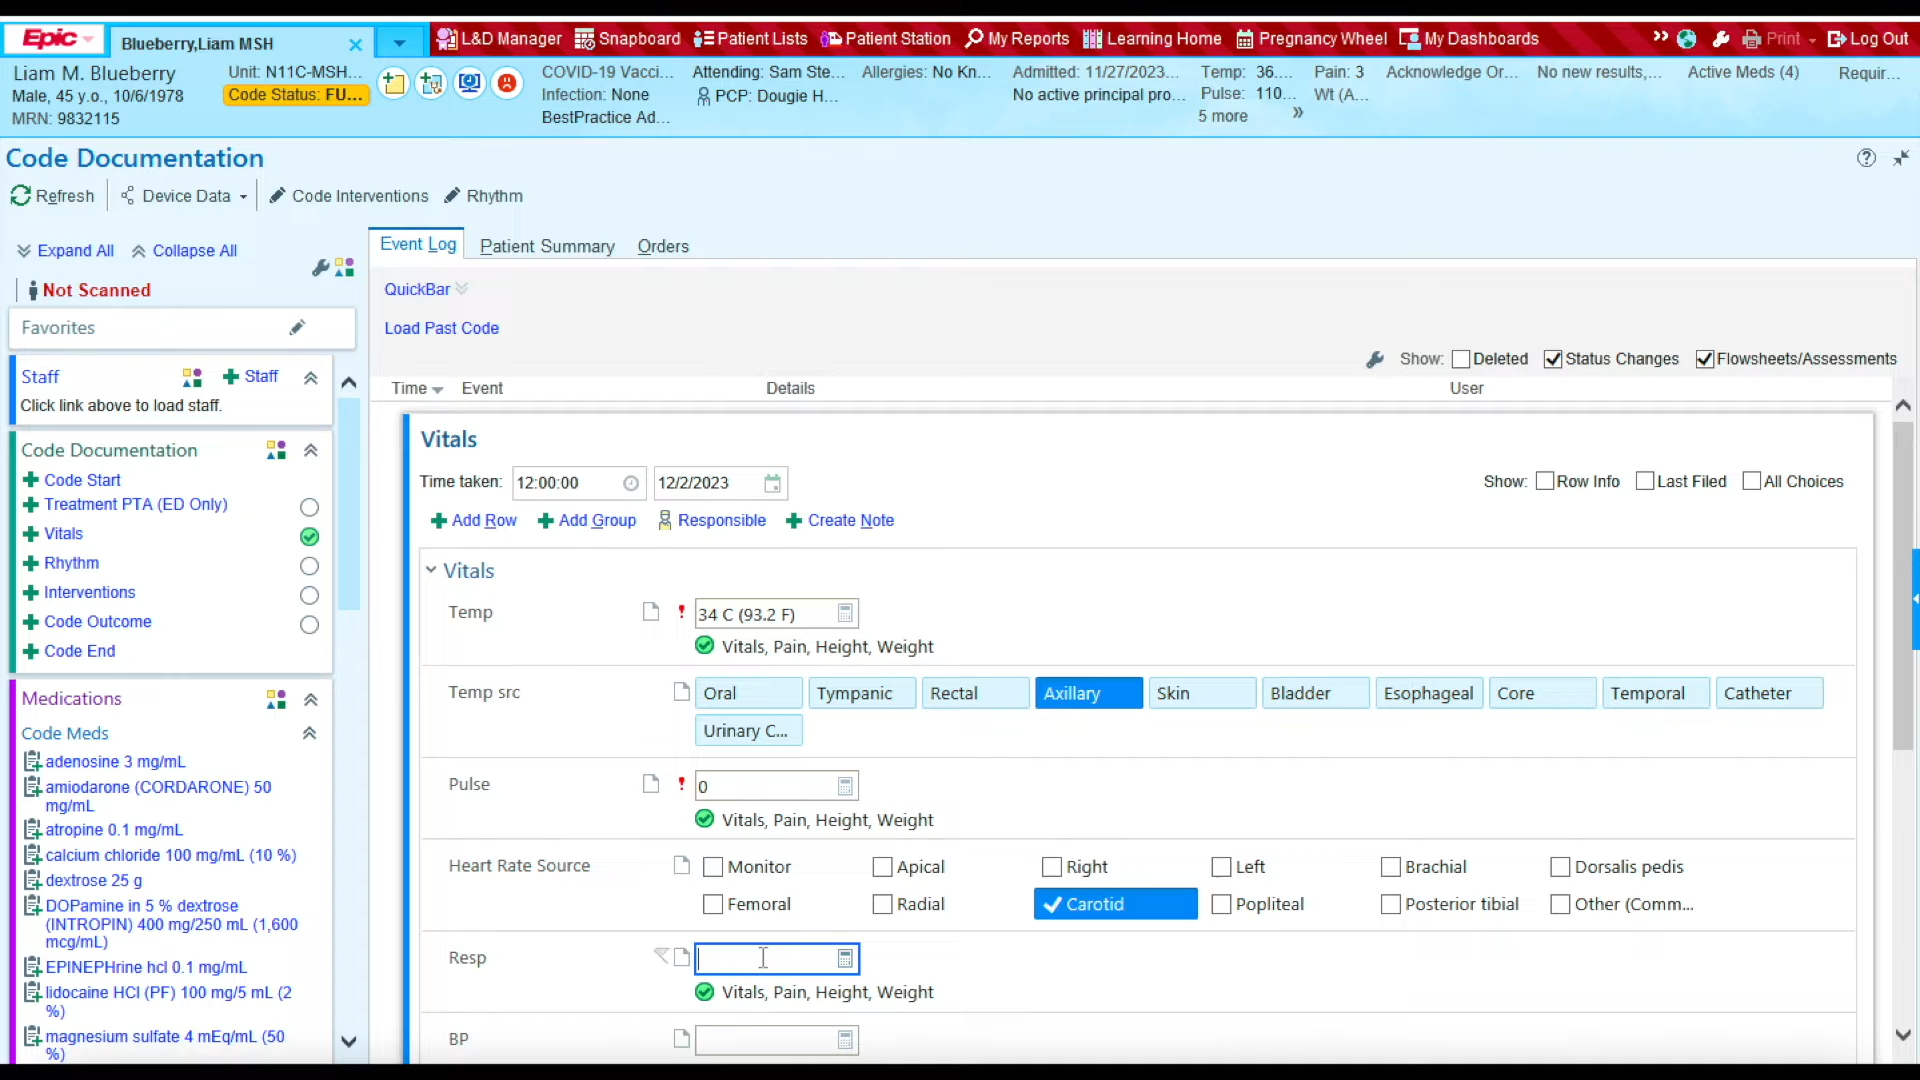 Epic
Blueberry,Liam MSH
L&D Manager Snapboard Patient Lists Patient Station My Reports Learning Home Pregnancy Wheel My Dashboards Print Log Out
Liam M. Blueberry
Male, 45 y.o., 10/6/1978
MRN: 9832115
Unit: N11C-MSH...
Code Status: FU...
COVID-19 Vacci...
Infection: None
BestPractice Ad...
Attending: Sam Ste...
PCP: Dougie H...
Allergies: No Kn...
Admitted: 11/27/2023...
No active principal pro...
Temp: 36....
Pulse: 110...
5 more
Pain: 3
Wt (A...
Acknowledge Or...
No new results,...
Active Meds (4)
Requir...
Code Documentation
Refresh Device Data Code Interventions Rhythm
Expand All Collapse All
Not Scanned
Favorites
Staff + Staff
Click link above to load staff.
Code Documentation
Code Start
Treatment PTA (ED Only)
Vitals
Rhythm
Interventions
Code Outcome
Code End
Medications
Code Meds
adenosine 3 mg/mL
amiodarone (CORDARONE) 50
mg/mL
atropine 0.1 mg/mL
calcium chloride 100 mg/mL (10 %)
dextrose 25 g
DOPamine in 5 % dextrose
(INTROPIN) 400 mg/250 mL (1,600
mcg/mL)
EPINEPHrine hcl 0.1 mg/mL
lidocaine HCl (PF) 100 mg/5 mL (2
%)
magnesium sulfate 4 mEq/mL (50
%)
Event Log Patient Summary Orders
QuickBar
Load Past Code
Show: Deleted Status Changes Flowsheets/Assessments
Time Event Details User
Vitals
Time taken: 12:00:00 12/2/2023 Show: Row Info Last Filed All Choices
Add Row Add Group Responsible Create Note
Vitals
Temp ! 34 C (93.2 F)
Vitals, Pain, Height, Weight
Temp src Oral Tympanic Rectal Axillary Skin Bladder Esophageal Core Temporal Catheter
Urinary C...
Pulse ! 0
Vitals, Pain, Height, Weight
Heart Rate Source Monitor Apical Right Left Brachial Dorsalis pedis
Femoral Radial Carotid Popliteal Posterior tibial Other (Comm...
Resp
Vitals, Pain, Height, Weight
BP